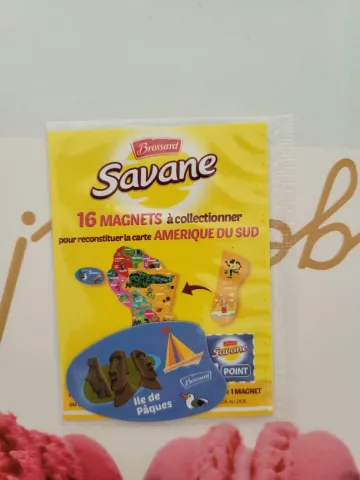 Brossard
Savane
16 MAGNETS à collectionner
pour reconstituer la carte AMERIQUE DU SUD
Savane
POINT
Brossard
Ile de
Pâques
1 MAGNET